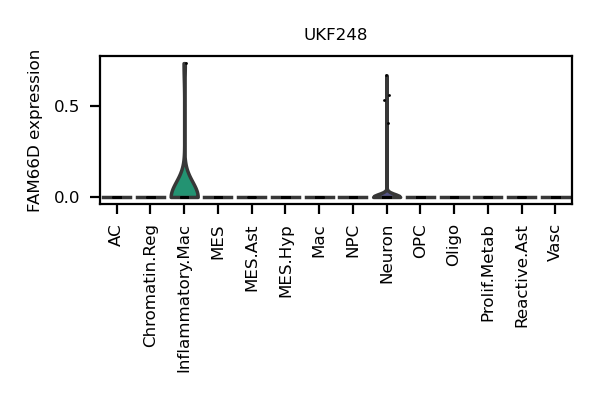 UKF248
FAM66D expression
0.5
0.0
AC
Chromatin.Reg
Inflammatory.Mac
MES
MES.Ast
MES.Hyp
Mac
NPC
Neuron
OPC
Oligo
Prolif.Metab
Reactive.Ast
Vasc